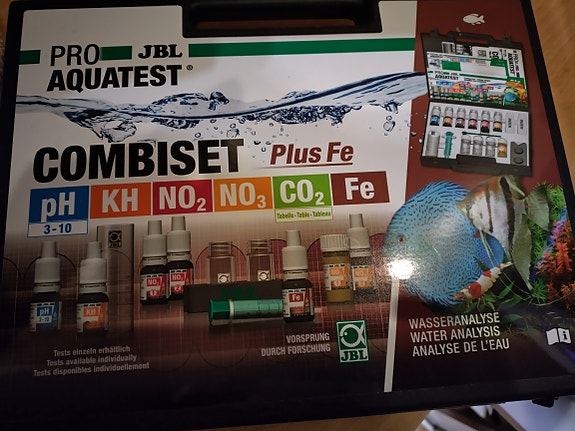 PRO JBL
AQUATEST®
COMBISET Plus Fe
pH KH NO2 NO3 CO2 Fe
3-10
Tabelle · Table · Tableau
Tests einzeln erhältlich
Tests available individually
Tests disponibles individuellement
VORSPRUNG
DURCH FORSCHUNG
JBL
WASSERANALYSE
WATER ANALYSIS
ANALYSE DE L'EAU